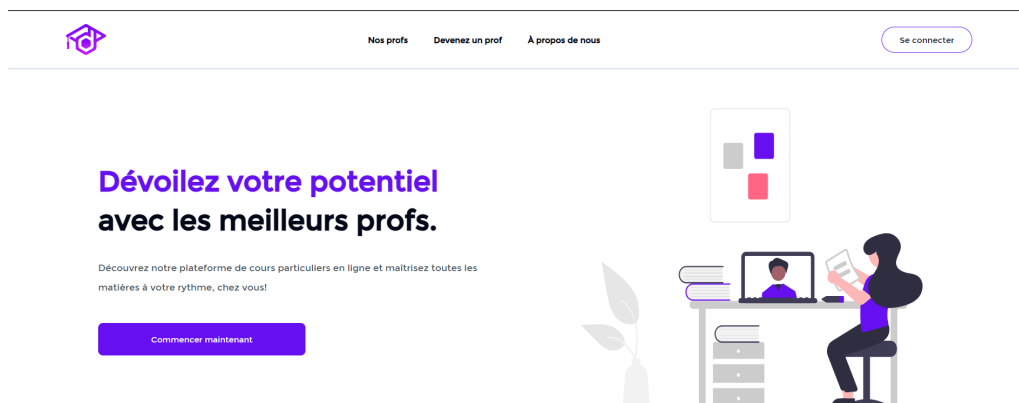 Nos profs
Devenez un prof
À propos de nous
Se connecter
Dévoilez votre potentiel
avec les meilleurs profs.
Découvrez notre plateforme de cours particuliers en ligne et maîtrisez toutes les
matières à votre rythme, chez vous!
Commencer maintenant